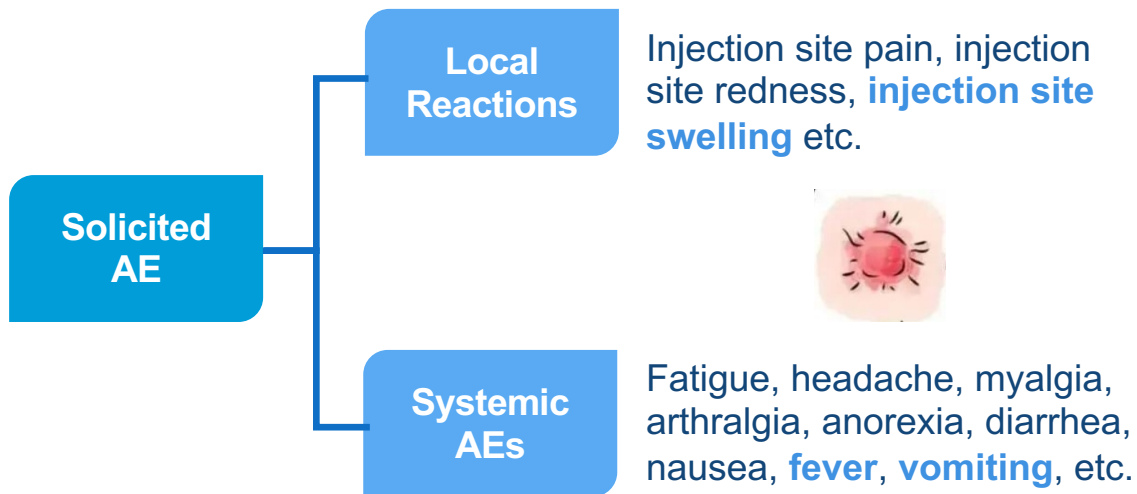 Local
Reactions
Injection site pain, injection
site redness, injection site
swelling etc.
Solicited
AE
Systemic
AEs
Fatigue, headache, myalgia,
arthralgia, anorexia, diarrhea,
nausea, fever, vomiting, etc.